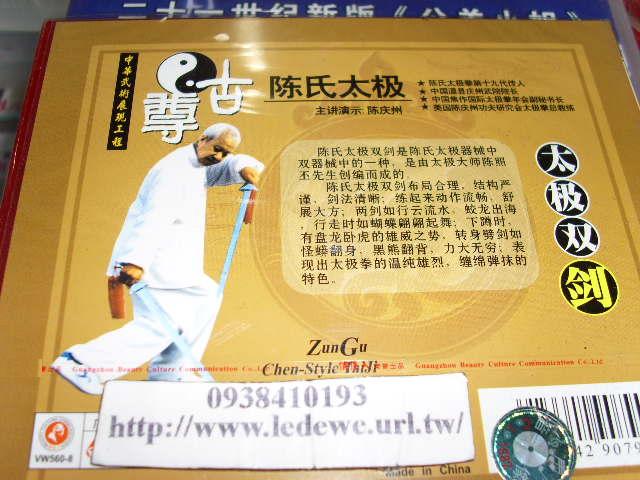 二十一世纪新版《公关小姐》
中華武術展現工程
尊古
陈氏太极
主讲演示:陈庆州
★ 陈氏太极拳第十九代传人
★ 中国温县庆州武院院长
★ 中国焦作国际太极拳年会副秘书长
★ 英国陈庆州功夫研究会太极拳总教练
陈氏太极双剑是陈氏太极器械中
双器械中的一种，是由太极大师陈照
丕先生创编而成的。
陈氏太极双剑布局合理，结构严
谨，剑法清晰；练起来动作流畅、舒
展大方；两剑如行云流水，蛟龙出海
，行走时如蝴蝶翩翩起舞；下蹲时，
有盘龙卧虎的雄威之势，转身劈剑如
怪蟒翻身，黑熊翻背，力大无穷；表
现出太极拳的温纯雄烈，缠绵弹抹的
特色。
太极双剑
ZunGu
Chen-Style TaiJi
Guangzhou Beauty Culture Communication Co.,Ltd
Guangzhou Beauty Culture Communication Co.,Ltd
0938410193
http://www.ledewe.url.tw/
VW560-8
Made in China
42 9079